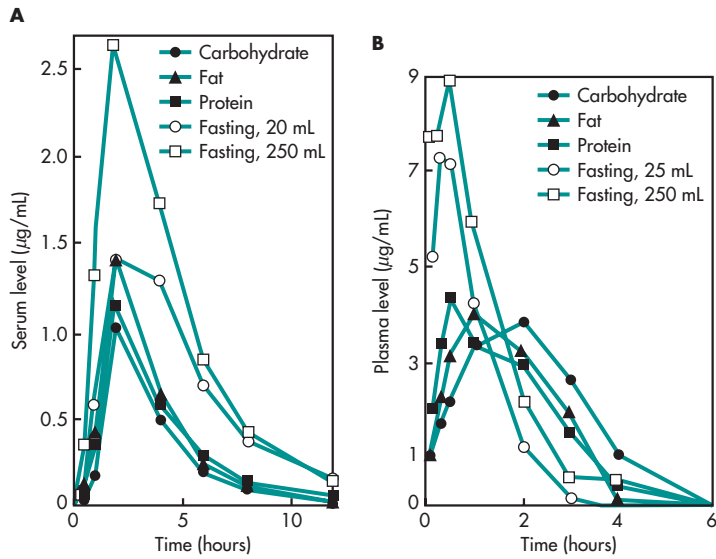 A
Serum level (µg/mL)
2.5
2.0
1.5
1.0
0.5
0
0
5
10
Time (hours)
Carbohydrate
Fat
Protein
Fasting, 20 mL
Fasting, 250 mL
B
Plasma level (µg/mL)
9
7
5
3
1
0
0
2
4
6
Time (hours)
Carbohydrate
Fat
Protein
Fasting, 25 mL
Fasting, 250 mL